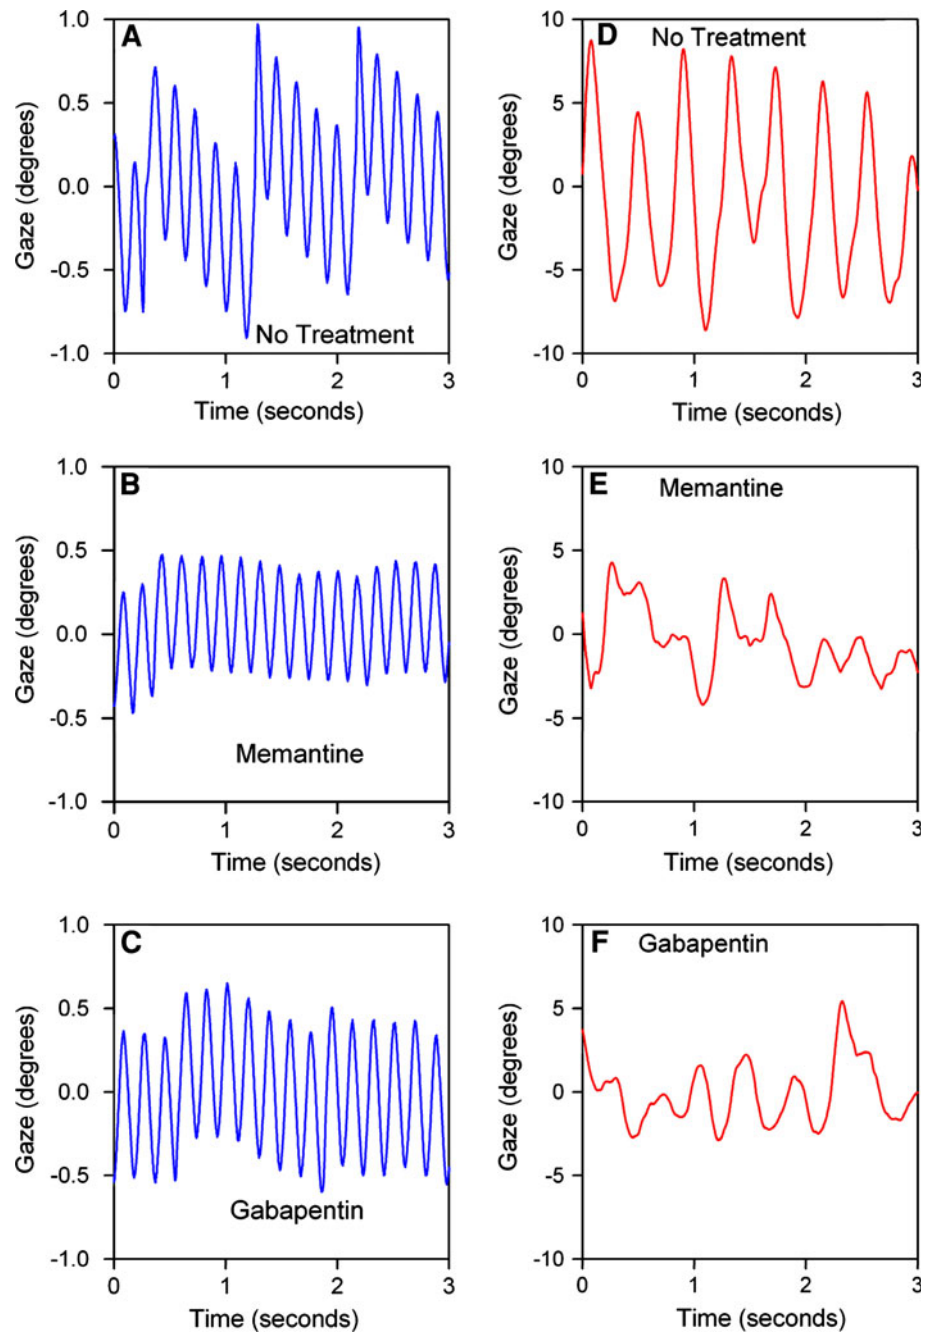 A
No Treatment
Gaze (degrees)
1.0
0.5
0.0
-0.5
-1.0
0 1 2 3
Time (seconds)
D
No Treatment
Gaze (degrees)
10
5
0
-5
-10
0 1 2 3
Time (seconds)
B
Memantine
Gaze (degrees)
1.0
0.5
0.0
-0.5
-1.0
0 1 2 3
Time (seconds)
E
Memantine
Gaze (degrees)
10
5
0
-5
-10
0 1 2 3
Time (seconds)
C
Gabapentin
Gaze (degrees)
1.0
0.5
0.0
-0.5
-1.0
0 1 2 3
Time (seconds)
F
Gabapentin
Gaze (degrees)
10
5
0
-5
-10
0 1 2 3
Time (seconds)